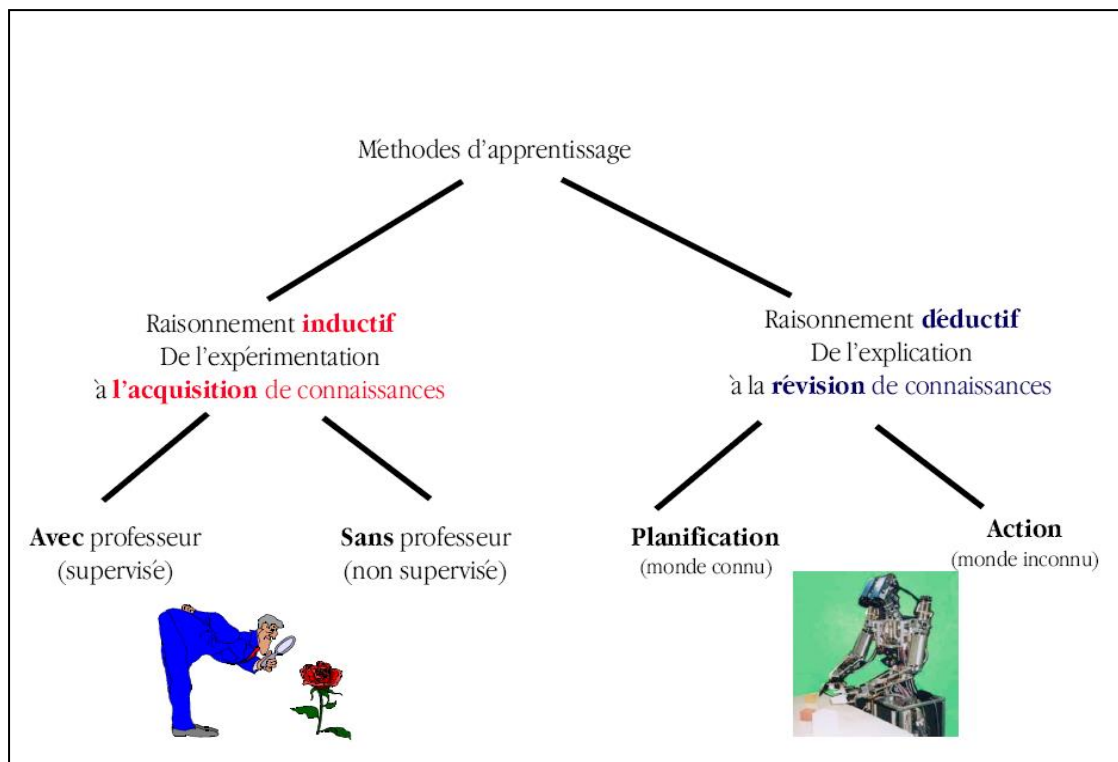 Méthodes d'apprentissage
Raisonnement inductif
De l'expérimentation
à l'acquisition de connaissances
Raisonnement déductif
De l'explication
à la révision de connaissances
Avec professeur
(supervisé)
Sans professeur
(non supervisé)
Planification
(monde connu)
Action
(monde inconnu)